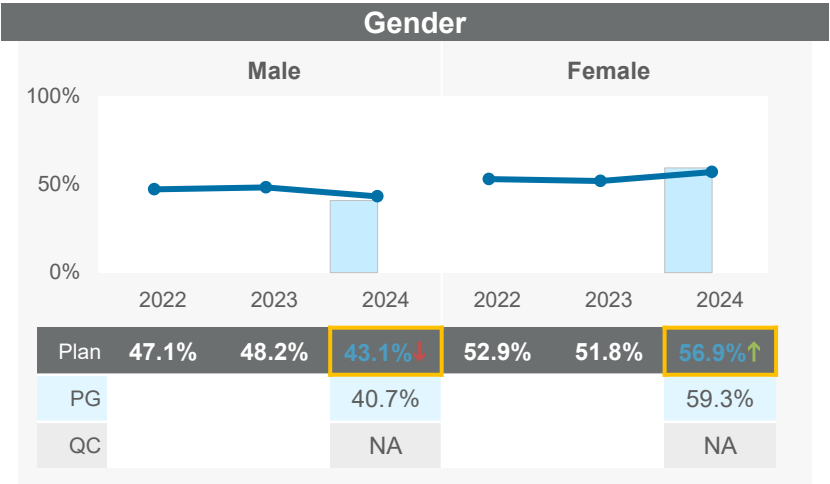 Gender
Male Female
100%
50%
0%
2022 2023 2024 2022 2023 2024
Plan 47.1% 48.2% 43.1%↓ 52.9% 51.8% 56.9%↑
PG 40.7% 59.3%
QC NA NA